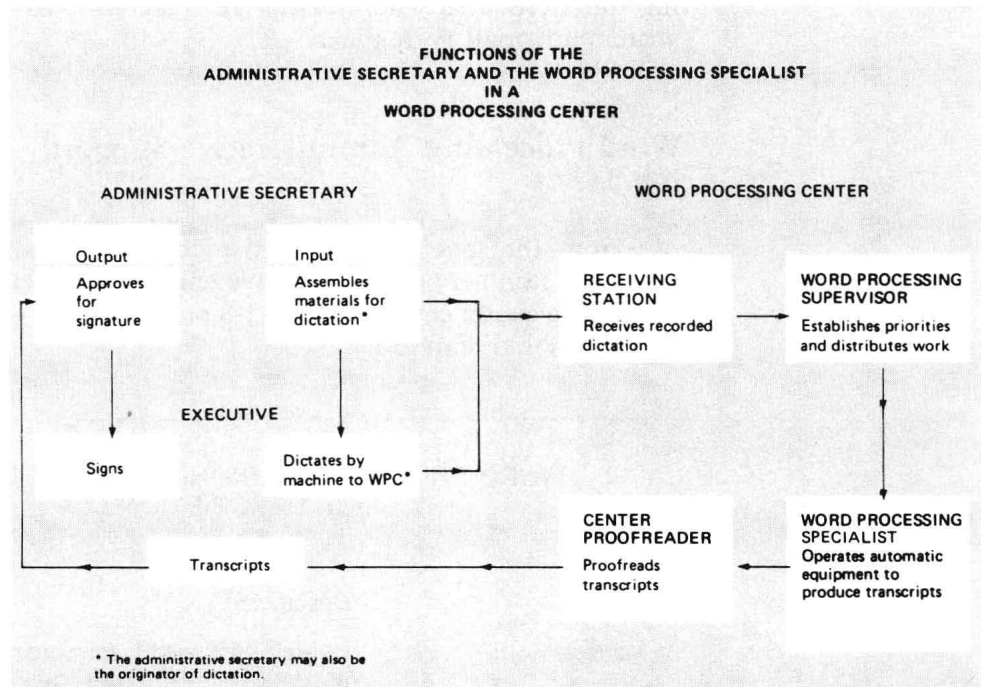 FUNCTIONS OF THE
ADMINISTRATIVE SECRETARY AND THE WORD PROCESSING SPECIALIST
IN A
WORD PROCESSING CENTER
ADMINISTRATIVE SECRETARY
WORD PROCESSING CENTER
Output
Approves
for
signature
Input
Assembles
materials for
dictation*
RECEIVING
STATION
Receives recorded
dictation
WORD PROCESSING
SUPERVISOR
Establishes priorities
and distributes work
EXECUTIVE
Signs
Dictates by
machine to WPC*
CENTER
PROOFREADER
Proofreads
transcripts
WORD PROCESSING
SPECIALIST
Operates automatic
equipment to
produce transcripts
Transcripts
* The administrative secretary may also be
the originator of dictation.